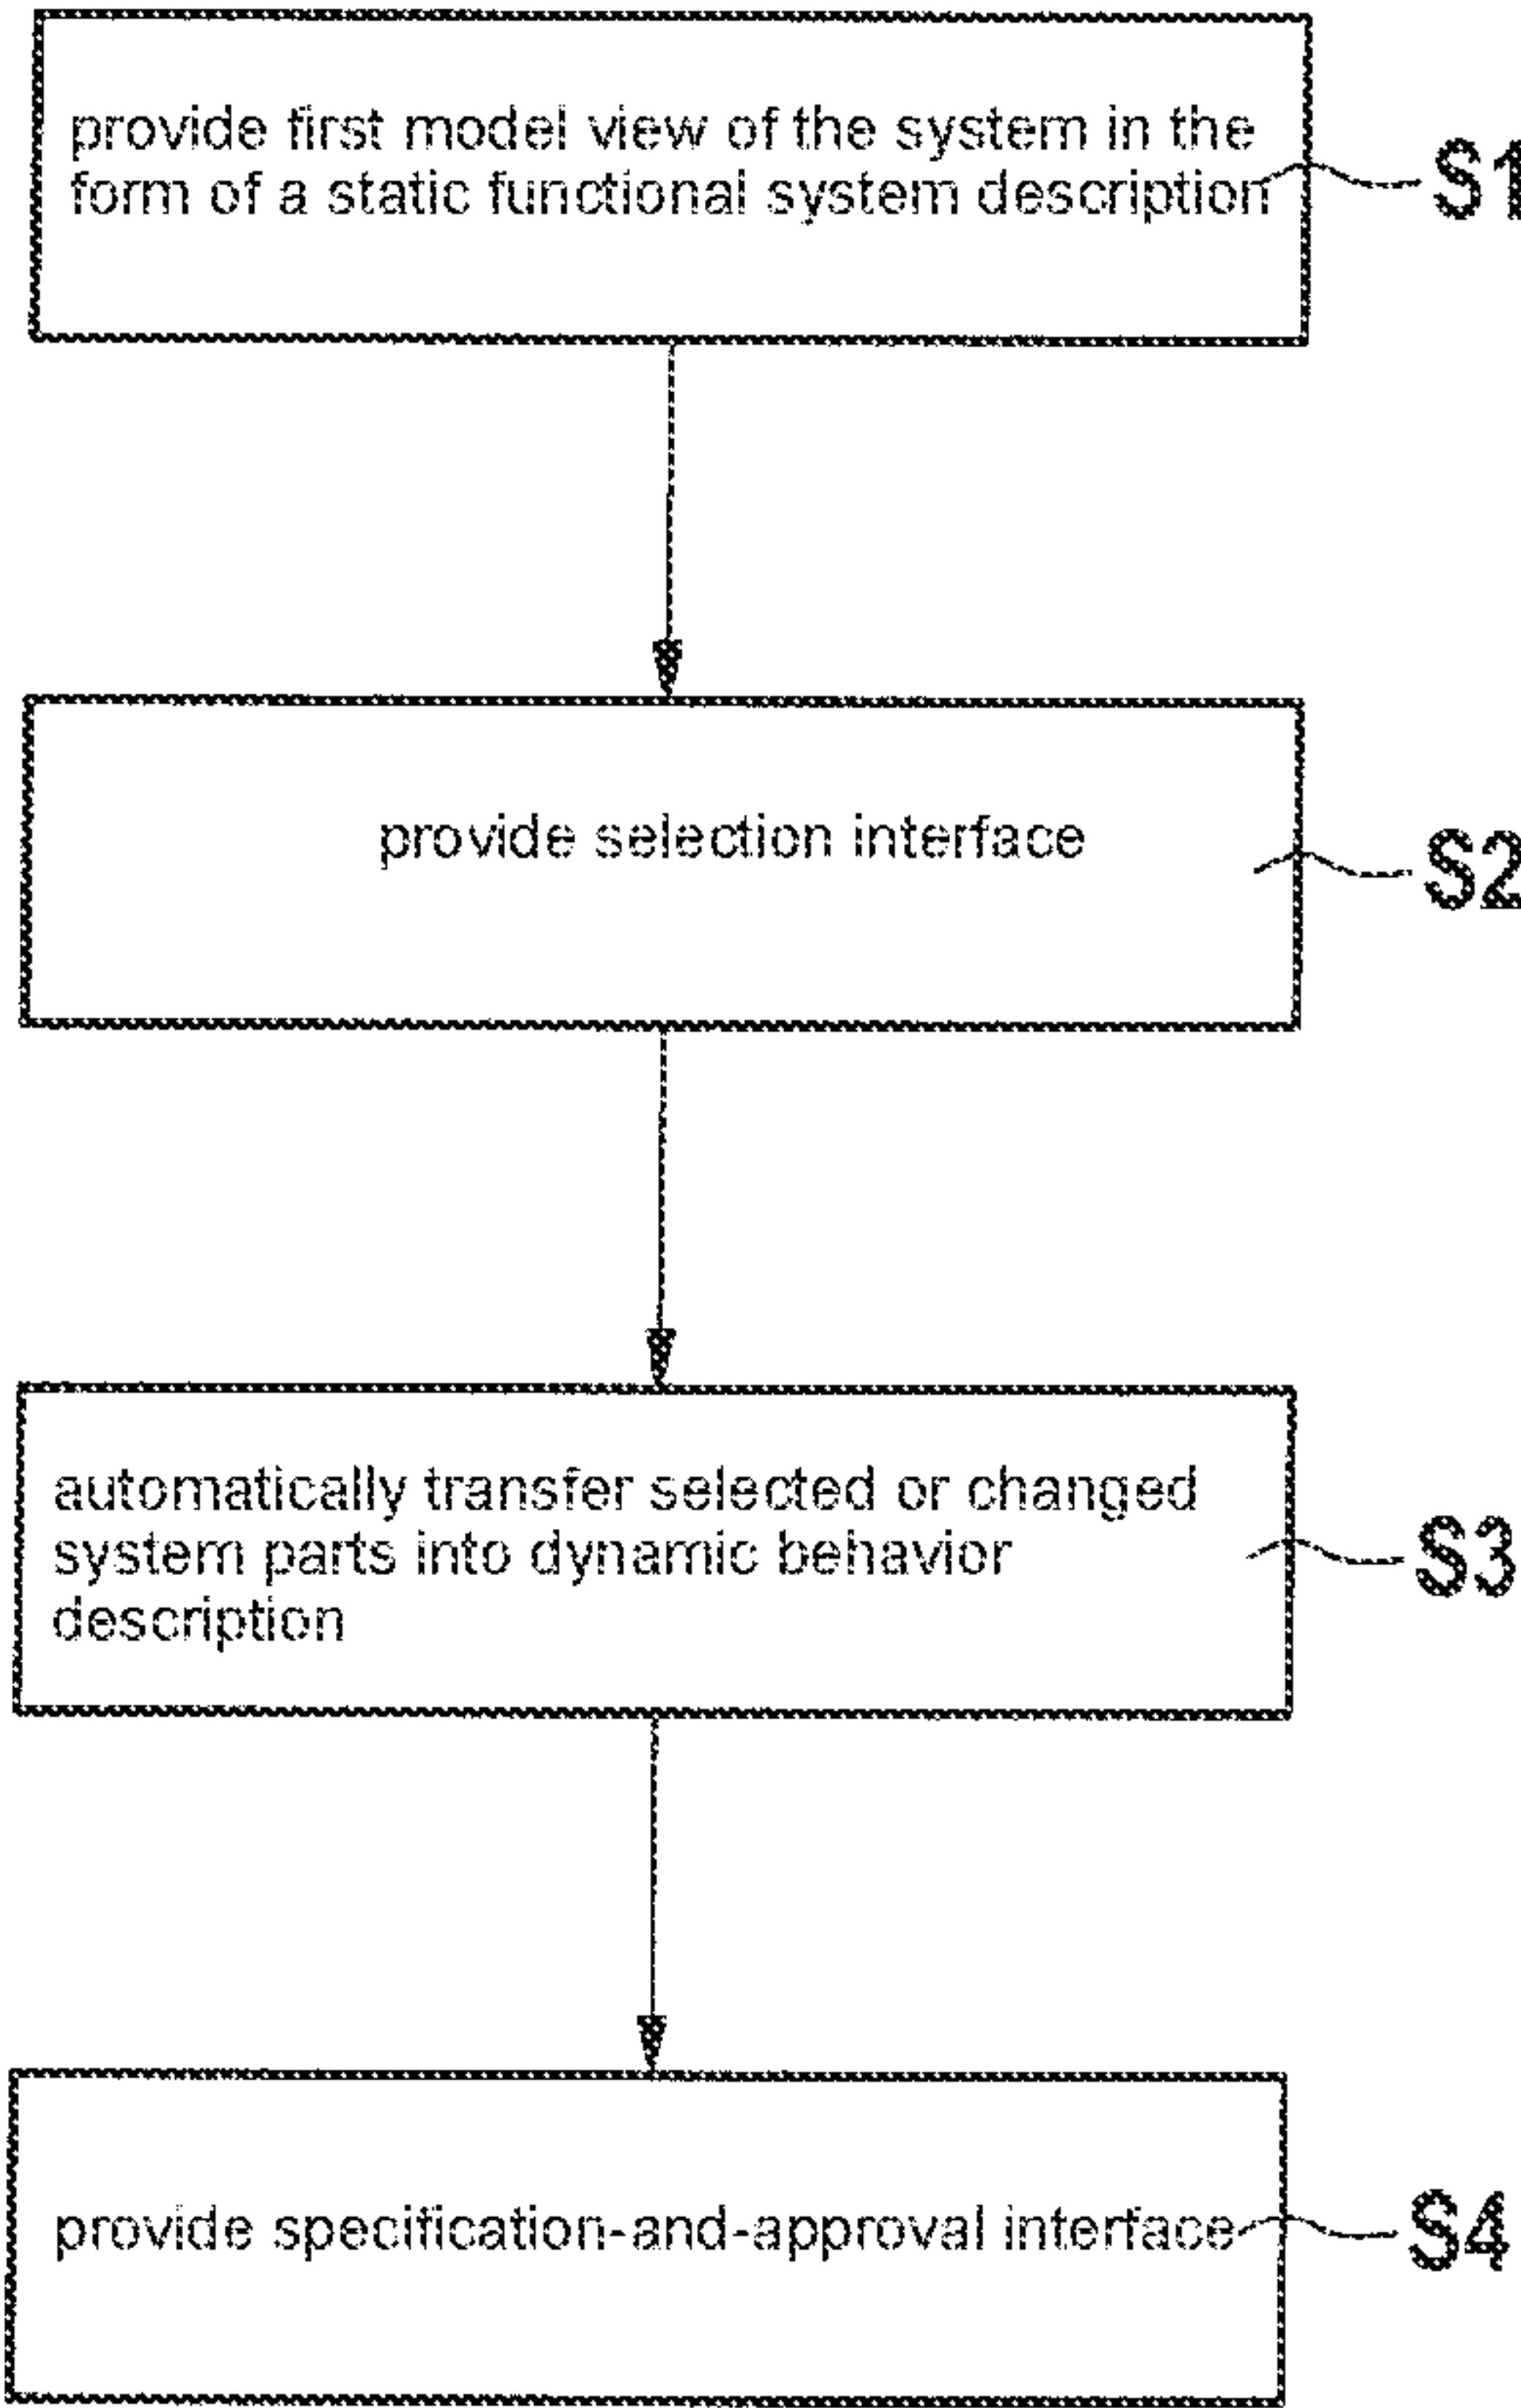 provide first model view of the system in the
form of a static functional system description
S1
provide selection interface
S2
automatically transfer selected or changed
system parts into dynamic behavior
description
S3
provide specification-and-approval interface
S4